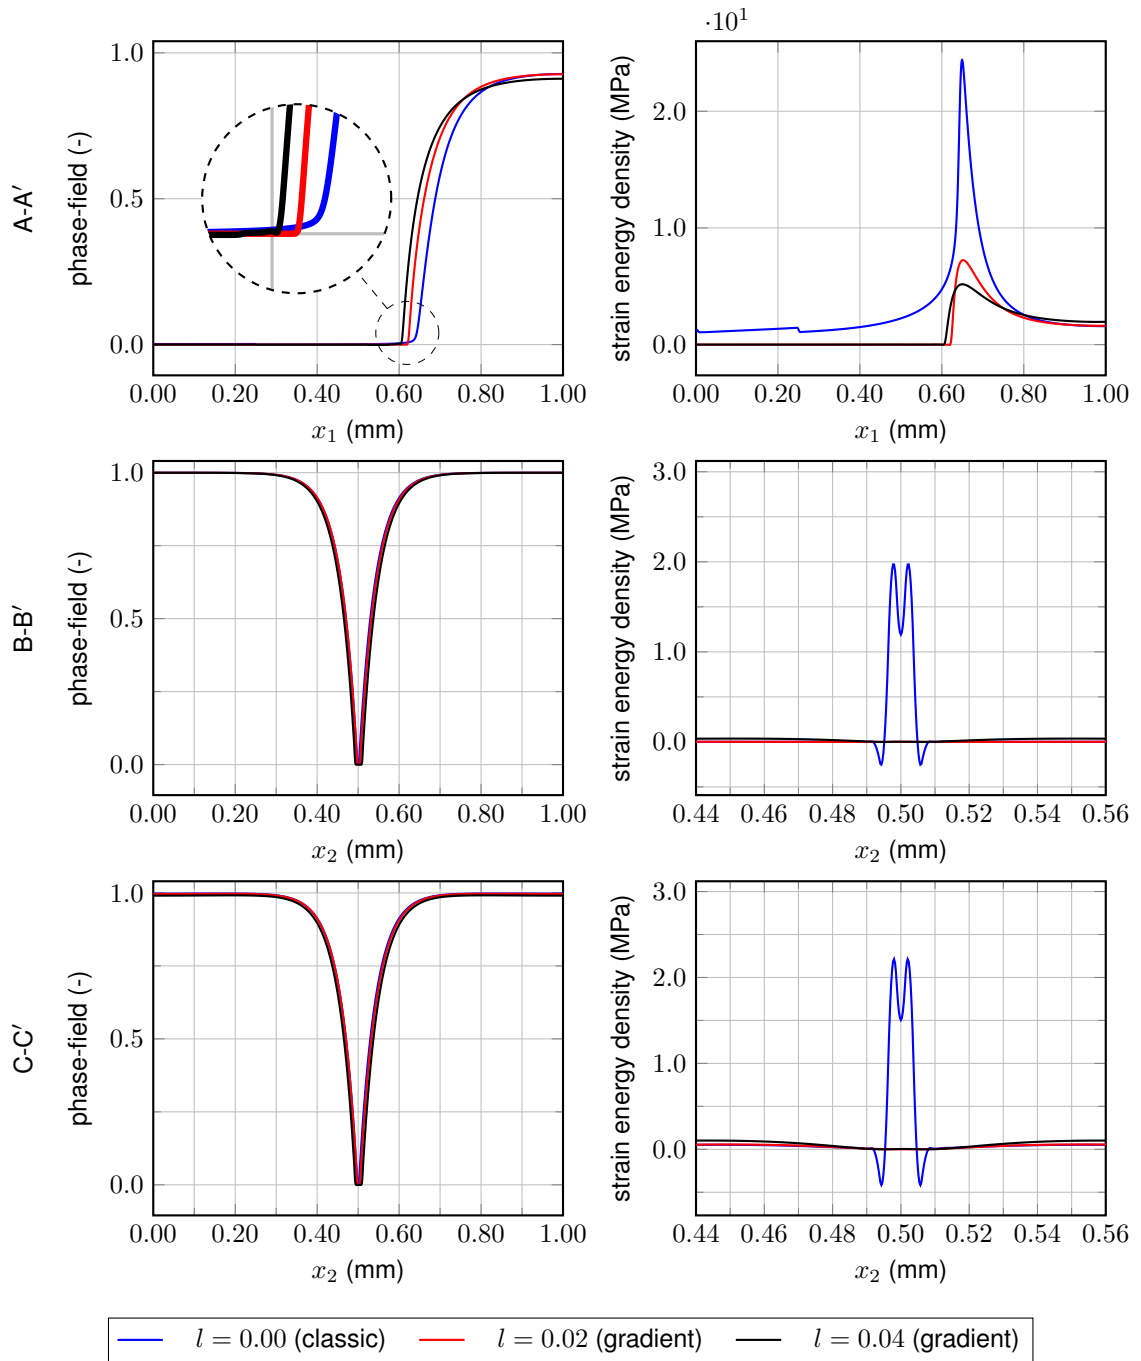 ·10¹
1.0
0.5
0.0
phase-field (-)
A-A′
0.00 0.20 0.40 0.60 0.80 1.00
x₁ (mm)
2.0
1.0
0.0
strain energy density (MPa)
0.00 0.20 0.40 0.60 0.80 1.00
x₁ (mm)
1.0
0.5
0.0
phase-field (-)
B-B′
0.00 0.20 0.40 0.60 0.80 1.00
x₂ (mm)
3.0
2.0
1.0
0.0
strain energy density (MPa)
0.44 0.46 0.48 0.50 0.52 0.54 0.56
x₂ (mm)
1.0
0.5
0.0
phase-field (-)
C-C′
0.00 0.20 0.40 0.60 0.80 1.00
x₂ (mm)
3.0
2.0
1.0
0.0
strain energy density (MPa)
0.44 0.46 0.48 0.50 0.52 0.54 0.56
x₂ (mm)
l = 0.00 (classic) l = 0.02 (gradient) l = 0.04 (gradient)